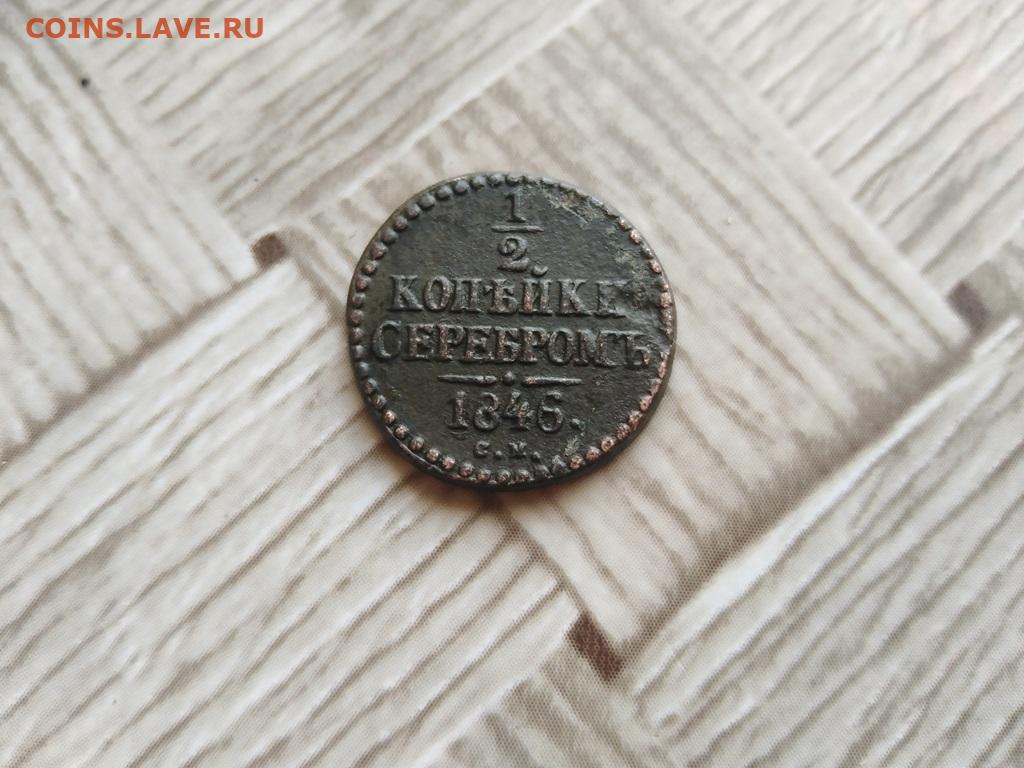 COINS.LAVE.RU
1
2
КОПѢЙКИ
СЕРЕБРОМЪ
1846.
С.М.